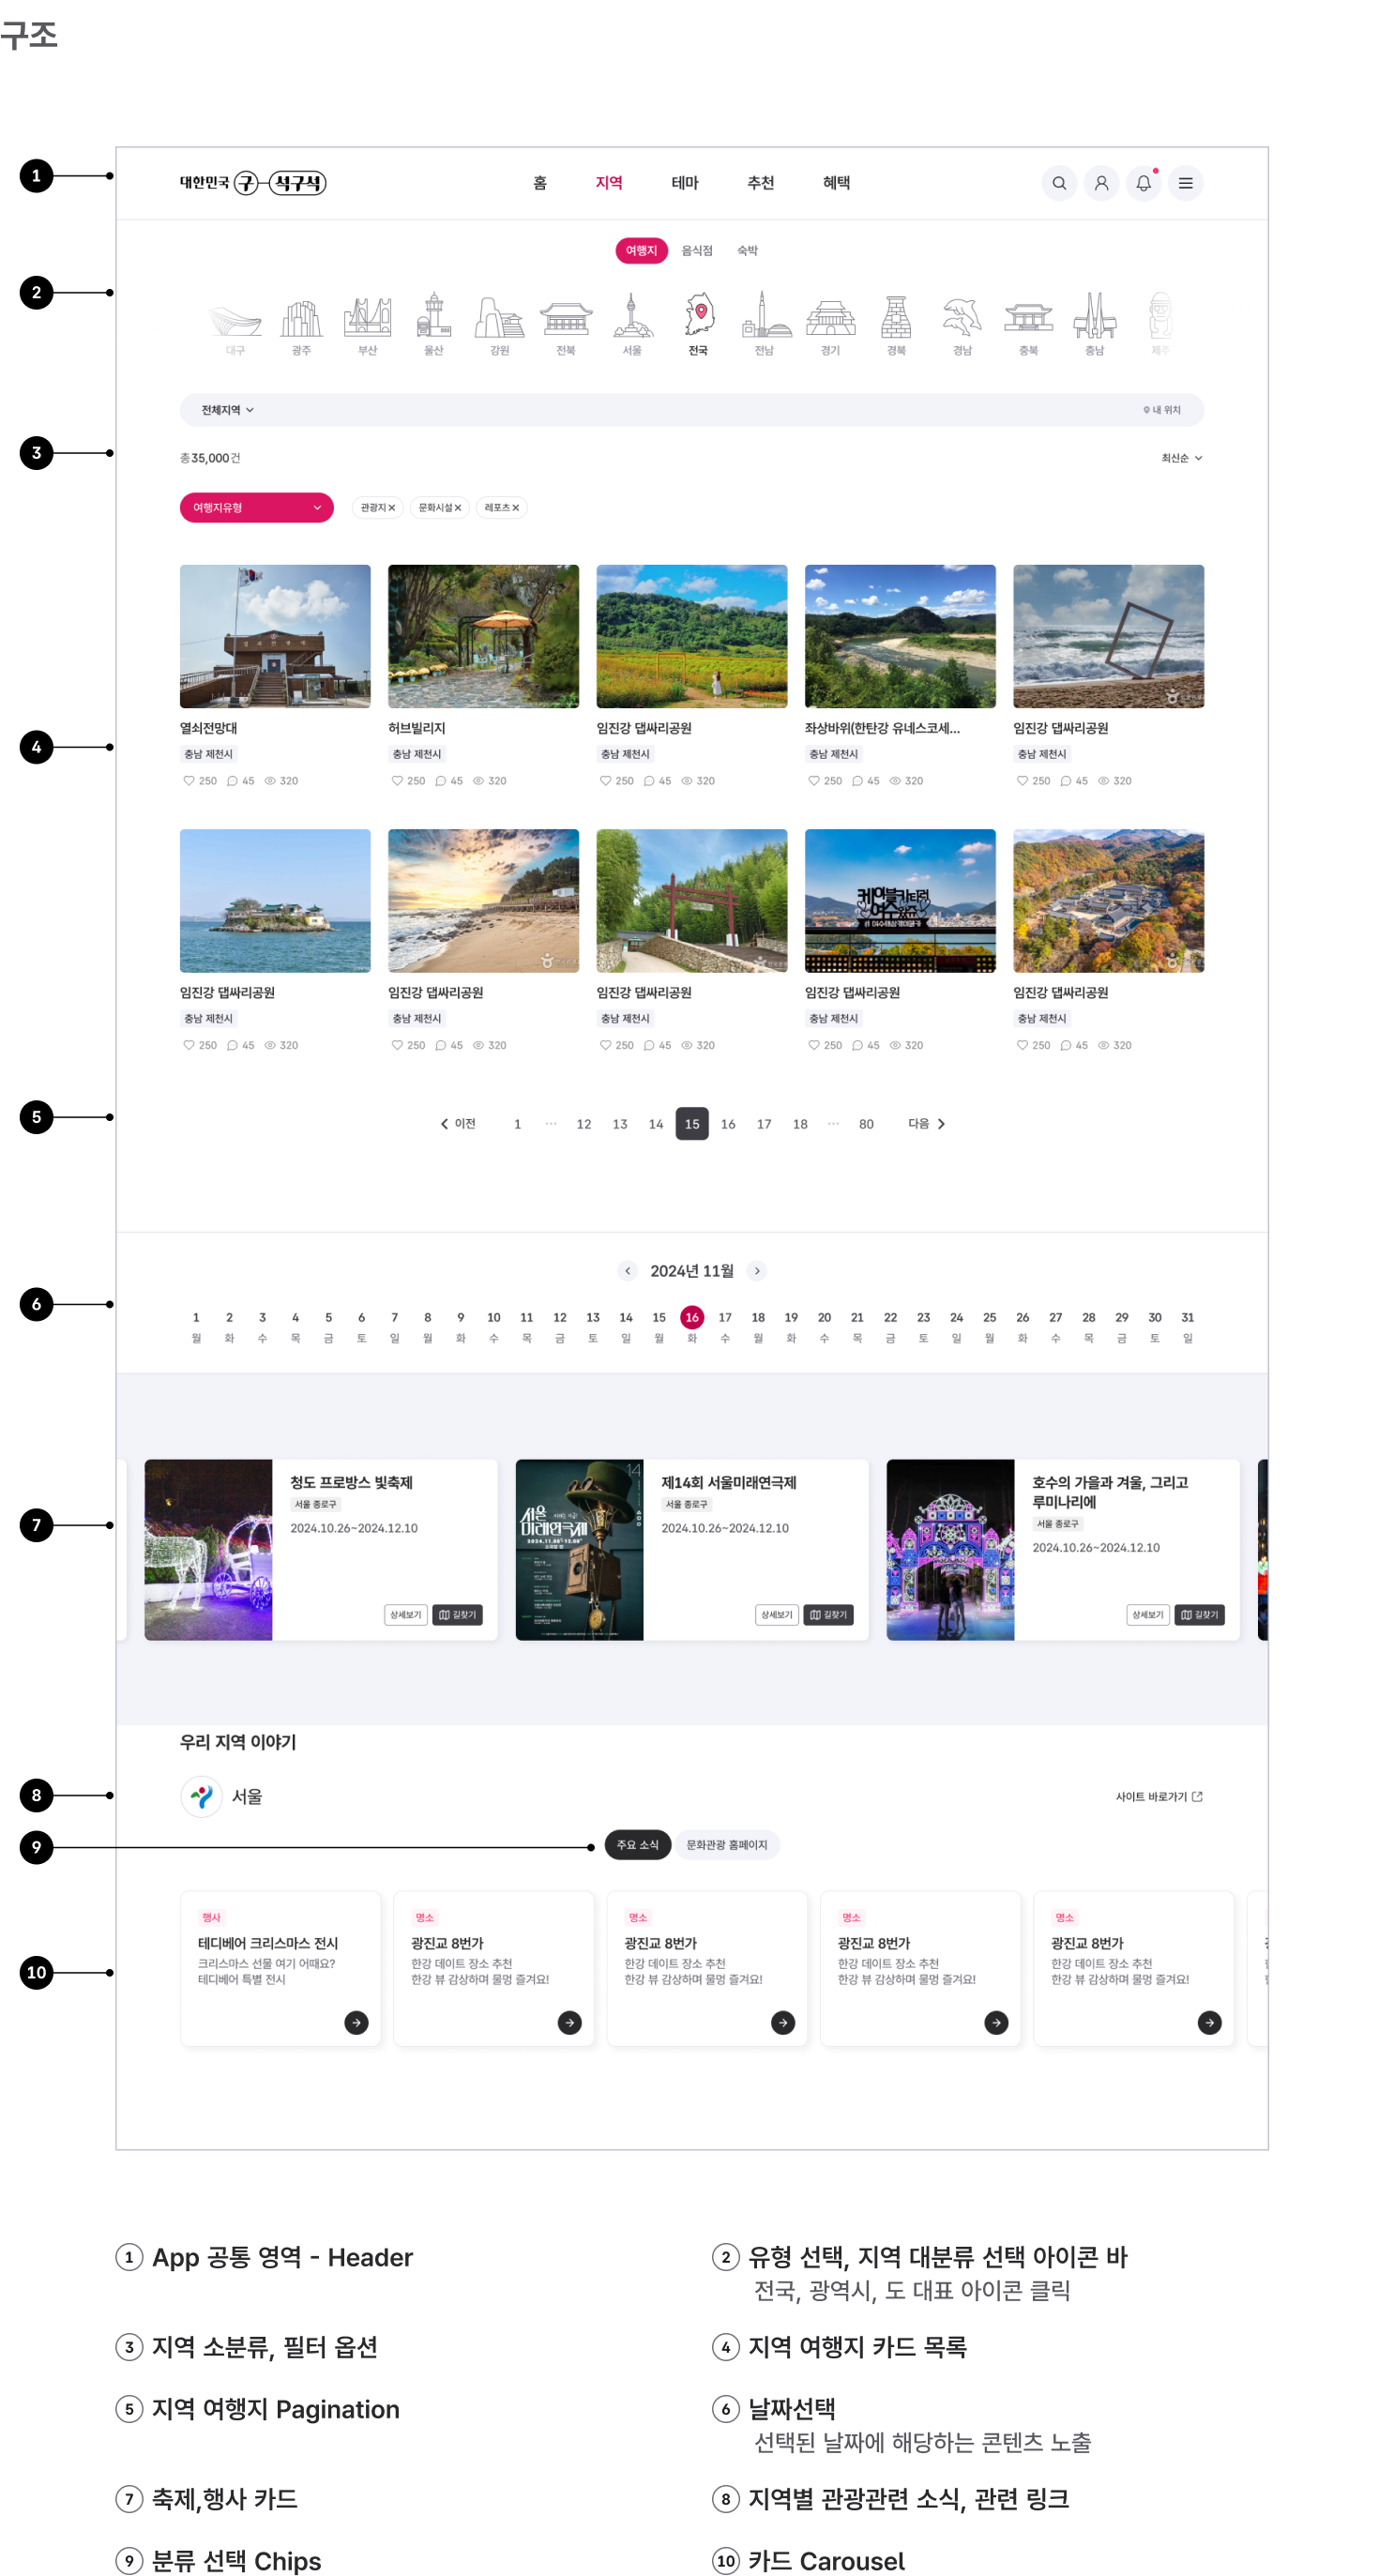 구조
1
대한민국 구석구석
홈 지역 테마 추천 혜택
여행지 음식점 숙박
2
대구 광주 부산 울산 강원 전북 서울 전국 전남 경기 경북 경남 충북 충남 제주
전체지역 내 위치
3
총 35,000 건 최신순
여행지유형 관광지 문화시설 레포츠
열쇠전망대
허브빌리지
임진강 댑싸리공원
좌상바위(한탄강 유네스코세...
임진강 댑싸리공원
4
충남 제천시 충남 제천시 충남 제천시 충남 제천시 충남 제천시
250 45 320 250 45 320 250 45 320 250 45 320 250 45 320
케이블카타러
여수왔쥬
임진강 댑싸리공원 임진강 댑싸리공원 임진강 댑싸리공원 임진강 댑싸리공원 임진강 댑싸리공원
충남 제천시 충남 제천시 충남 제천시 충남 제천시 충남 제천시
250 45 320 250 45 320 250 45 320 250 45 320 250 45 320
5
이전 1 ··· 12 13 14 15 16 17 18 ··· 80 다음
2024년 11월
6
1 2 3 4 5 6 7 8 9 10 11 12 13 14 15 16 17 18 19 20 21 22 23 24 25 26 27 28 29 30 31
월 화 수 목 금 토 일 월 화 수 목 금 토 일 월 화 수 월 화 수 목 금 토 일 월 화 수 목 금 토 일
7
청도 프로방스 빛축제
서울 종로구
2024.10.26~2024.12.10
상세보기 길찾기
14
서울
미래연극제
제14회 서울미래연극제
서울 종로구
2024.10.26~2024.12.10
상세보기 길찾기
호수의 가을과 겨울, 그리고
루미나리에
서울 종로구
2024.10.26~2024.12.10
상세보기 길찾기
우리 지역 이야기
8
서울 사이트 바로가기
9
주요 소식 문화관광 홈페이지
10
행사
테디베어 크리스마스 전시
크리스마스 선물 여기 어때요?
테디베어 특별 전시
명소
광진교 8번가
한강 데이트 장소 추천
한강 뷰 감상하며 물멍 즐겨요!
명소
광진교 8번가
한강 데이트 장소 추천
한강 뷰 감상하며 물멍 즐겨요!
명소
광진교 8번가
한강 데이트 장소 추천
한강 뷰 감상하며 물멍 즐겨요!
명소
광진교 8번가
한강 데이트 장소 추천
한강 뷰 감상하며 물멍 즐겨요!
1 App 공통 영역 - Header
2 유형 선택, 지역 대분류 선택 아이콘 바
전국, 광역시, 도 대표 아이콘 클릭
3 지역 소분류, 필터 옵션
4 지역 여행지 카드 목록
5 지역 여행지 Pagination
6 날짜선택
선택된 날짜에 해당하는 콘텐츠 노출
7 축제,행사 카드
8 지역별 관광관련 소식, 관련 링크
9 분류 선택 Chips
10 카드 Carousel